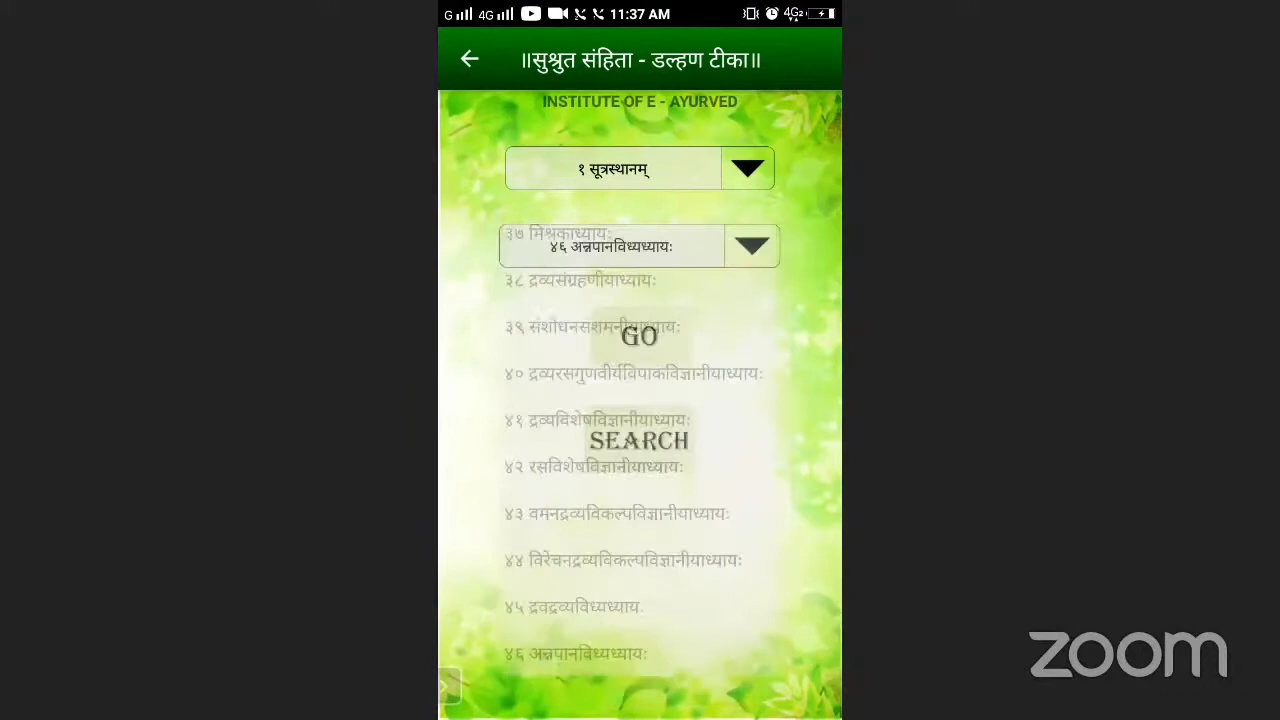 G 4G 11:37 AM 4G2
॥सुश्रुत संहिता - डल्हण टीका॥
INSTITUTE OF E - AYURVED
१ सूत्रस्थानम्
३७ मिश्रकाध्यायः
४६ अन्नपानविध्यध्यायः
३८ द्रव्यसंग्रहणीयाध्यायः
३९ संशोधनसंशमनीयाध्यायः
GO
४० द्रव्यरसगुणवीर्यविपाकविज्ञानीयाध्यायः
४१ द्रव्यविशेषविज्ञानीयाध्यायः
SEARCH
४२ रसविशेषविज्ञानीयाध्यायः
४३ वमनद्रव्यविकल्पविज्ञानीयाध्यायः
४४ विरेचनद्रव्यविकल्पविज्ञानीयाध्यायः
४५ द्रवद्रव्यविध्यध्याय.
४६ अन्नपानविध्यध्यायः
zoom